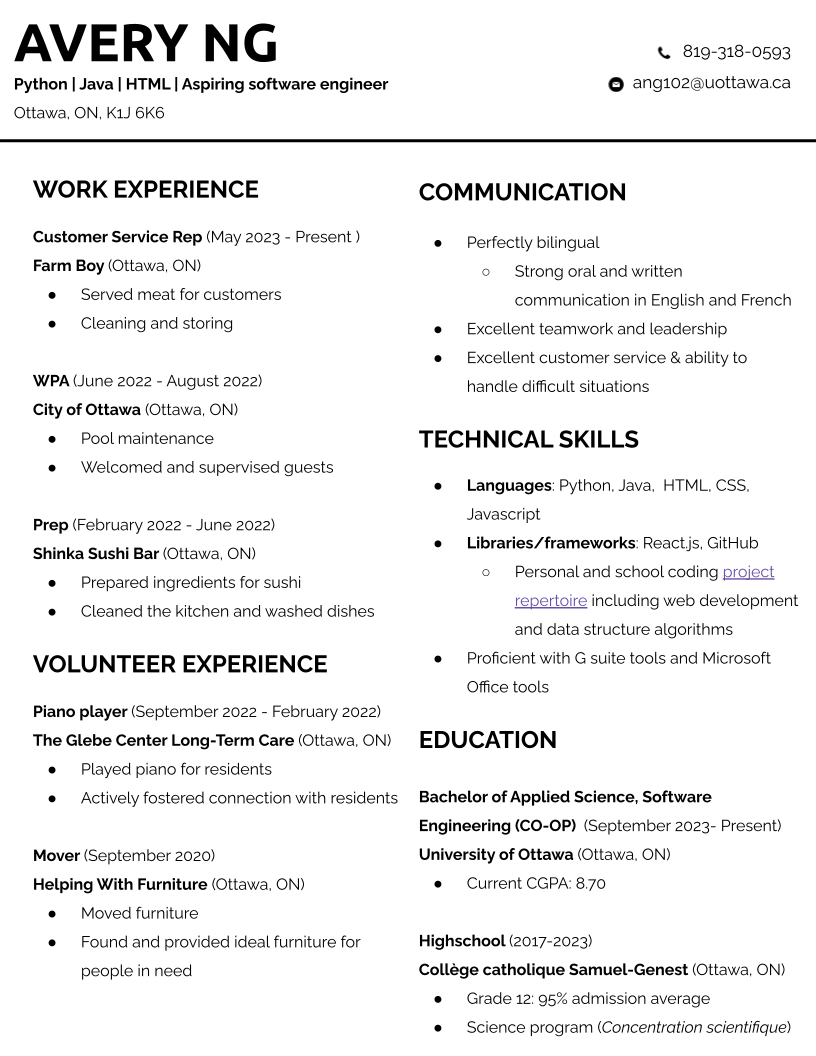 AVERY NG
Python | Java | HTML | Aspiring software engineer
Ottawa, ON, K1J 6K6
819-318-0593
ang102@uottawa.ca
WORK EXPERIENCE
Customer Service Rep (May 2023 - Present )
Farm Boy (Ottawa, ON)
● Served meat for customers
● Cleaning and storing
WPA (June 2022 - August 2022)
City of Ottawa (Ottawa, ON)
● Pool maintenance
● Welcomed and supervised guests
Prep (February 2022 - June 2022)
Shinka Sushi Bar (Ottawa, ON)
● Prepared ingredients for sushi
● Cleaned the kitchen and washed dishes
VOLUNTEER EXPERIENCE
Piano player (September 2022 - February 2022)
The Glebe Center Long-Term Care (Ottawa, ON)
● Played piano for residents
● Actively fostered connection with residents
Mover (September 2020)
Helping With Furniture (Ottawa, ON)
● Moved furniture
● Found and provided ideal furniture for
people in need
COMMUNICATION
● Perfectly bilingual
○ Strong oral and written
communication in English and French
● Excellent teamwork and leadership
● Excellent customer service & ability to
handle difficult situations
TECHNICAL SKILLS
● Languages: Python, Java, HTML, CSS,
Javascript
● Libraries/frameworks: React.js, GitHub
○ Personal and school coding project
repertoire including web development
and data structure algorithms
● Proficient with G suite tools and Microsoft
Office tools
EDUCATION
Bachelor of Applied Science, Software
Engineering (CO-OP) (September 2023- Present)
University of Ottawa (Ottawa, ON)
● Current CGPA: 8.70
Highschool (2017-2023)
Collège catholique Samuel-Genest (Ottawa, ON)
● Grade 12: 95% admission average
● Science program (Concentration scientifique)